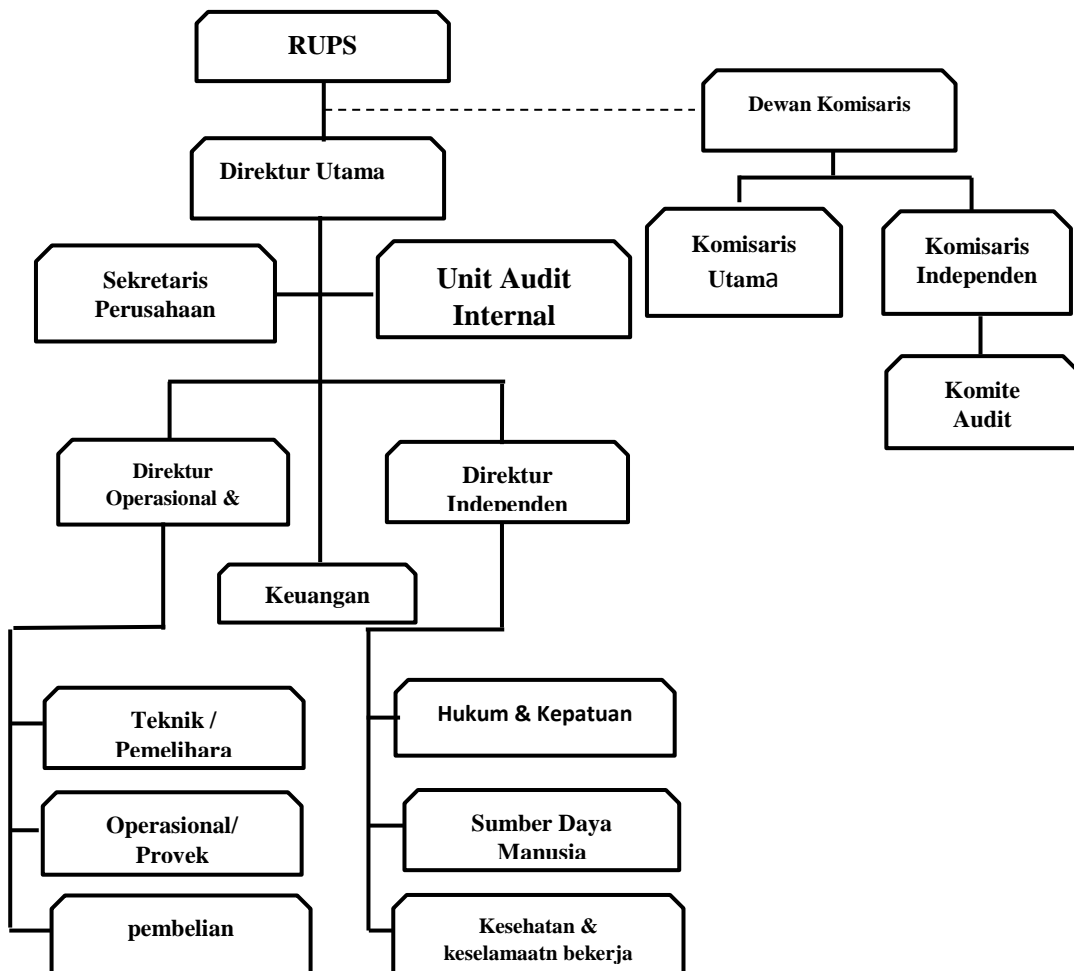 RUPS
Dewan Komisaris
Direktur Utama
Komisaris
Utama
Komisaris
Independen
Sekretaris
Perusahaan
Unit Audit
Internal
Komite
Audit
Direktur
Operasional &
Direktur
Independen
Keuangan
Teknik /
Pemelihara
Hukum & Kepatuan
Operasional/
Proyek
Sumber Daya
Manusia
pembelian
Kesehatan &
keselamaatn bekerja